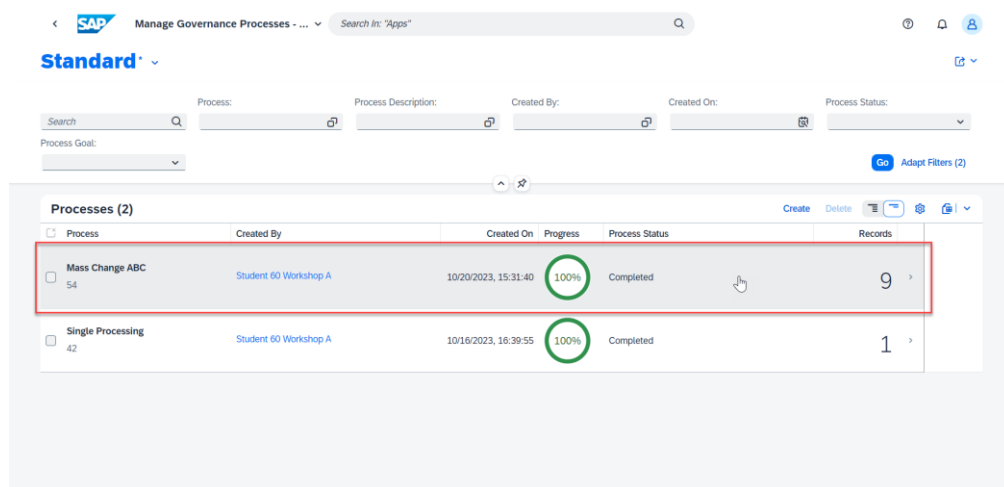 SAP Manage Governance Processes - ... Search In: "Apps"
Standard*
Process: Process Description: Created By: Created On: Process Status:
Search
Process Goal:
Go Adapt Filters (2)
Processes (2) Create Delete
Process Created By Created On Progress Process Status Records
Mass Change ABC
54 Student 60 Workshop A 10/20/2023, 15:31:40 100% Completed 9
Single Processing
42 Student 60 Workshop A 10/16/2023, 16:39:55 100% Completed 1